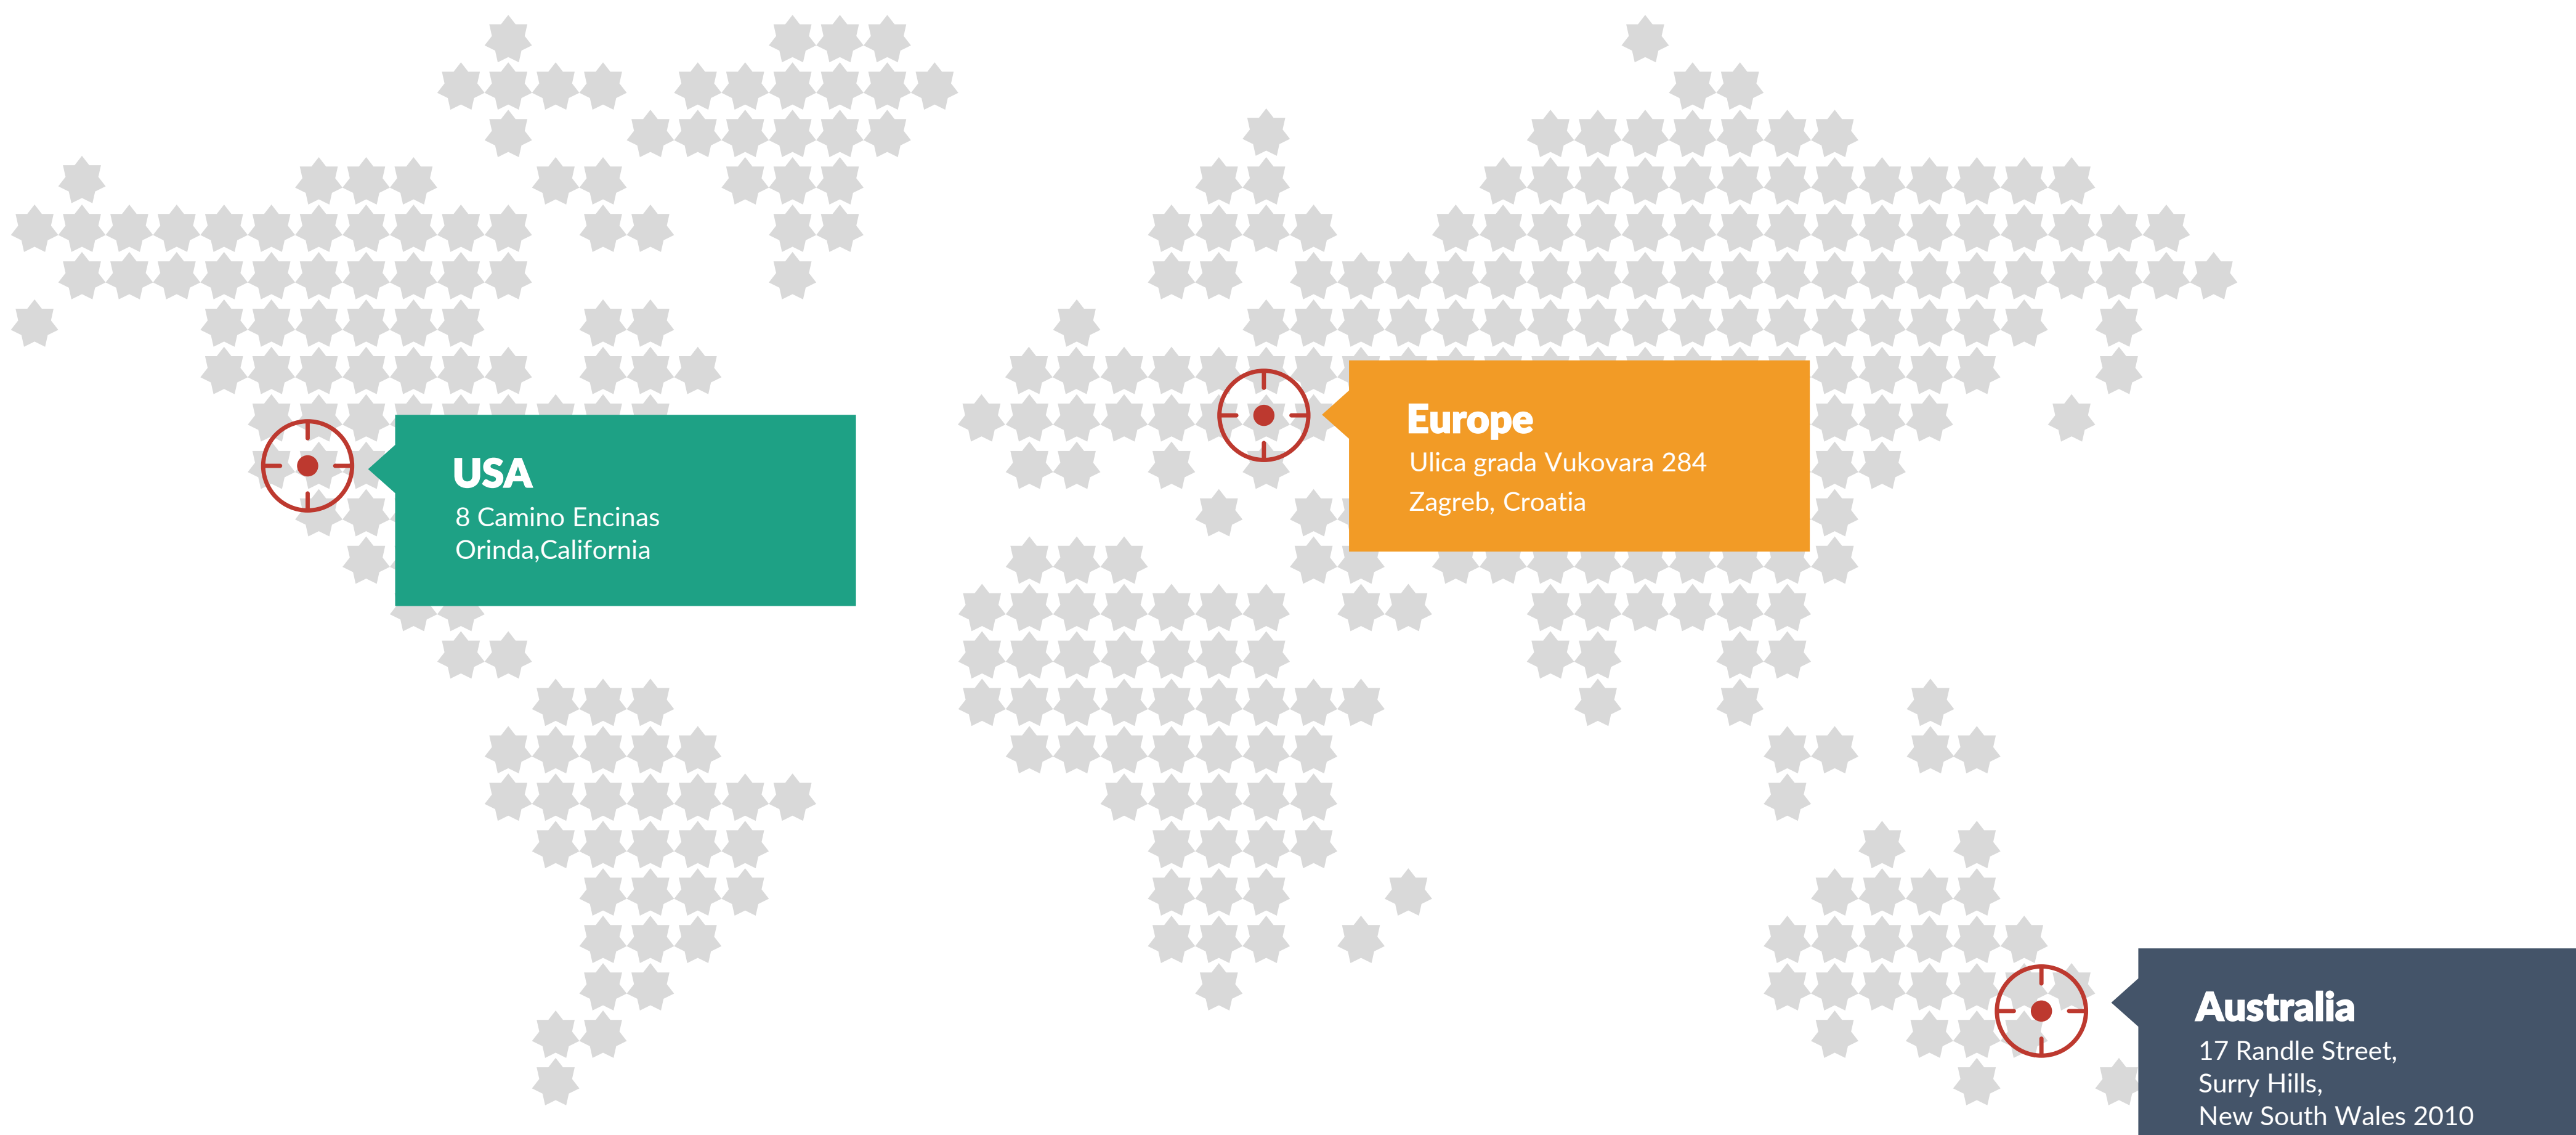 USA
8 Camino Encinas
Orinda,California
Europe
Ulica grada Vukovara 284
Zagreb, Croatia
Australia
17 Randle Street,
Surry Hills,
New South Wales 2010